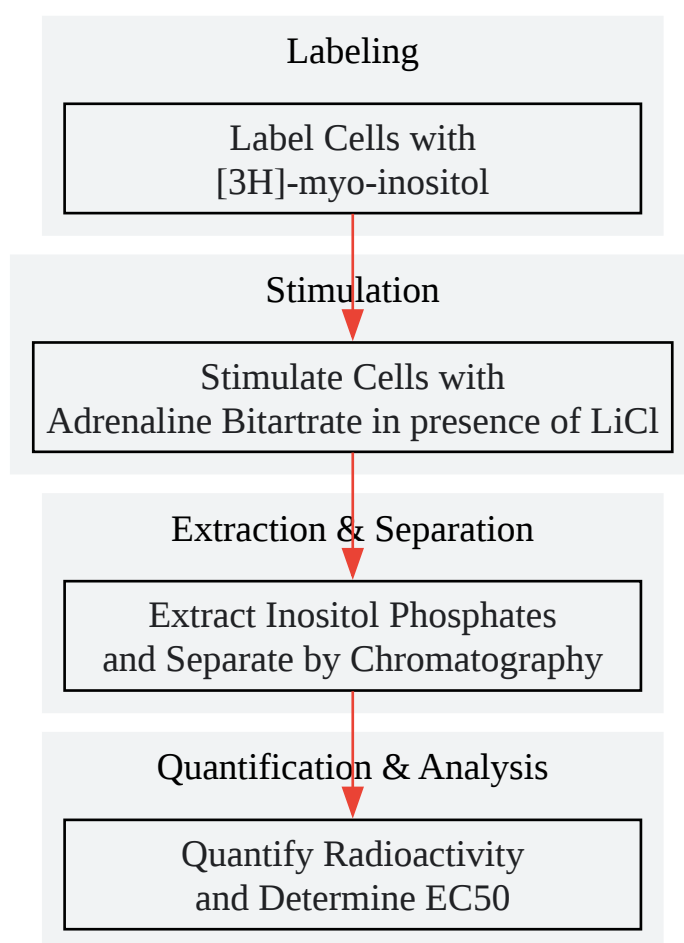 Labeling
Label Cells with
[3H]-myo-inositol
Stimulation
Stimulate Cells with
Adrenaline Bitartrate in presence of LiCl
Extraction & Separation
Extract Inositol Phosphates
and Separate by Chromatography
Quantification & Analysis
Quantify Radioactivity
and Determine EC50